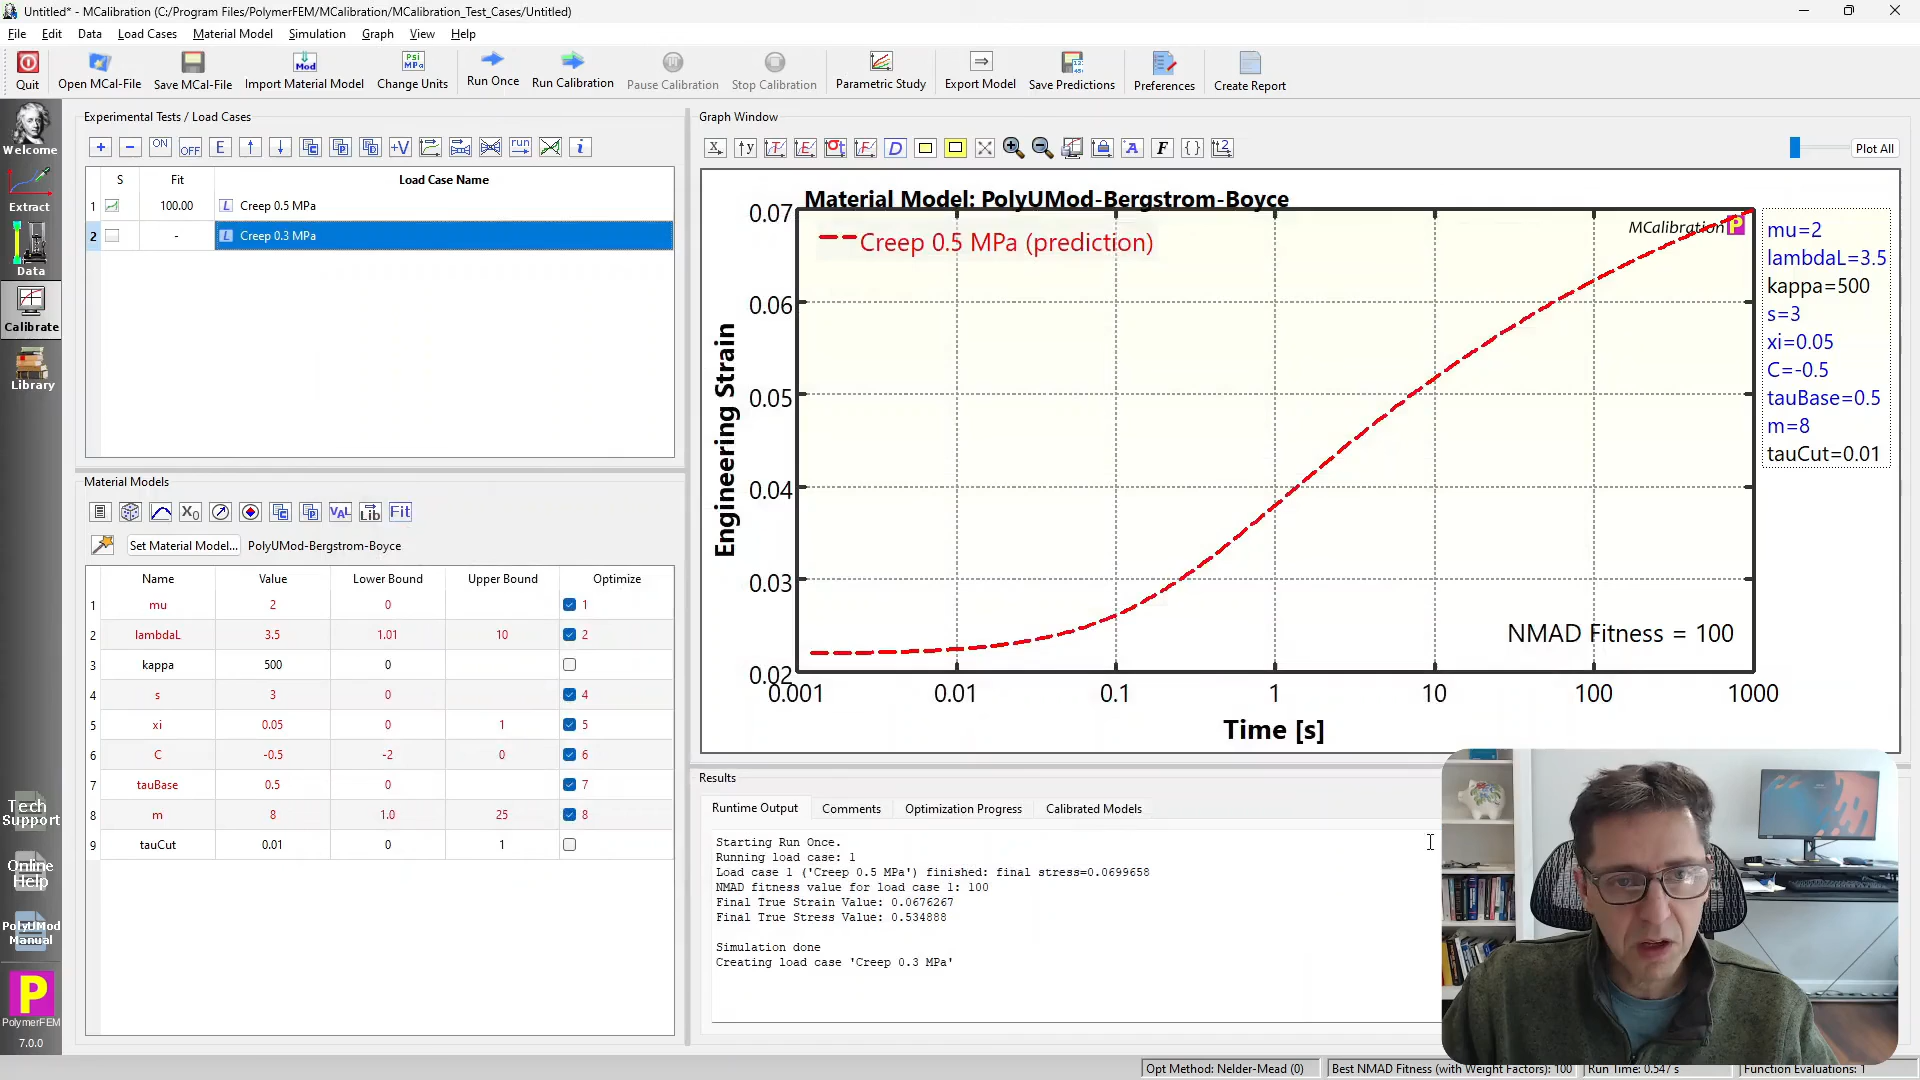 Untitled* - MCalibration (C:/Program Files/PolymerFEM/MCalibration/MCalibration_Test_Cases/Untitled)
File Edit Data Load Cases Material Model Simulation Graph View Help
Quit Open MCal-File Save MCal-File Import Material Model Change Units Run Once Run Calibration Pause Calibration Stop Calibration Parametric Study Export Model Save Predictions Preferences Create Report
Welcome
Extract
Data
Calibrate
Library
Tech Support
Online Help
PolyUMod Manual
PolymerFEM
7.0.0
Experimental Tests / Load Cases
ON OFF E +V run i
S Fit Load Case Name
1 100.00 L Creep 0.5 MPa
2 - L Creep 0.3 MPa
Material Models
X0 VAL Lib Fit
Set Material Model... PolyUMod-Bergstrom-Boyce
Name Value Lower Bound Upper Bound Optimize
1 mu 2 0 1
2 lambdaL 3.5 1.01 10 2
3 kappa 500 0
4 s 3 0 4
5 xi 0.05 0 1 5
6 C -0.5 -2 0 6
7 tauBase 0.5 0 7
8 m 8 1.0 25 8
9 tauCut 0.01 0 1
Graph Window
Plot All
Material Model: PolyUMod-Bergstrom-Boyce
Creep 0.5 MPa (prediction)
MCalibration
0.07
0.06
0.05
0.04
0.03
0.02
Engineering Strain
0.001 0.01 0.1 1 10 100 1000
Time [s]
NMAD Fitness = 100
mu=2
lambdaL=3.5
kappa=500
s=3
xi=0.05
C=-0.5
tauBase=0.5
m=8
tauCut=0.01
Results
Runtime Output Comments Optimization Progress Calibrated Models
Starting Run Once.
Running load case: 1
Load case 1 ('Creep 0.5 MPa') finished: final stress=0.0699658
NMAD fitness value for load case 1: 100
Final True Strain Value: 0.0676267
Final True Stress Value: 0.534888
Simulation done
Creating load case 'Creep 0.3 MPa'
Opt Method: Nelder-Mead (0) Best NMAD Fitness (with Weight Factors): 100 Run Time: 0.547 s Function Evaluations: 1